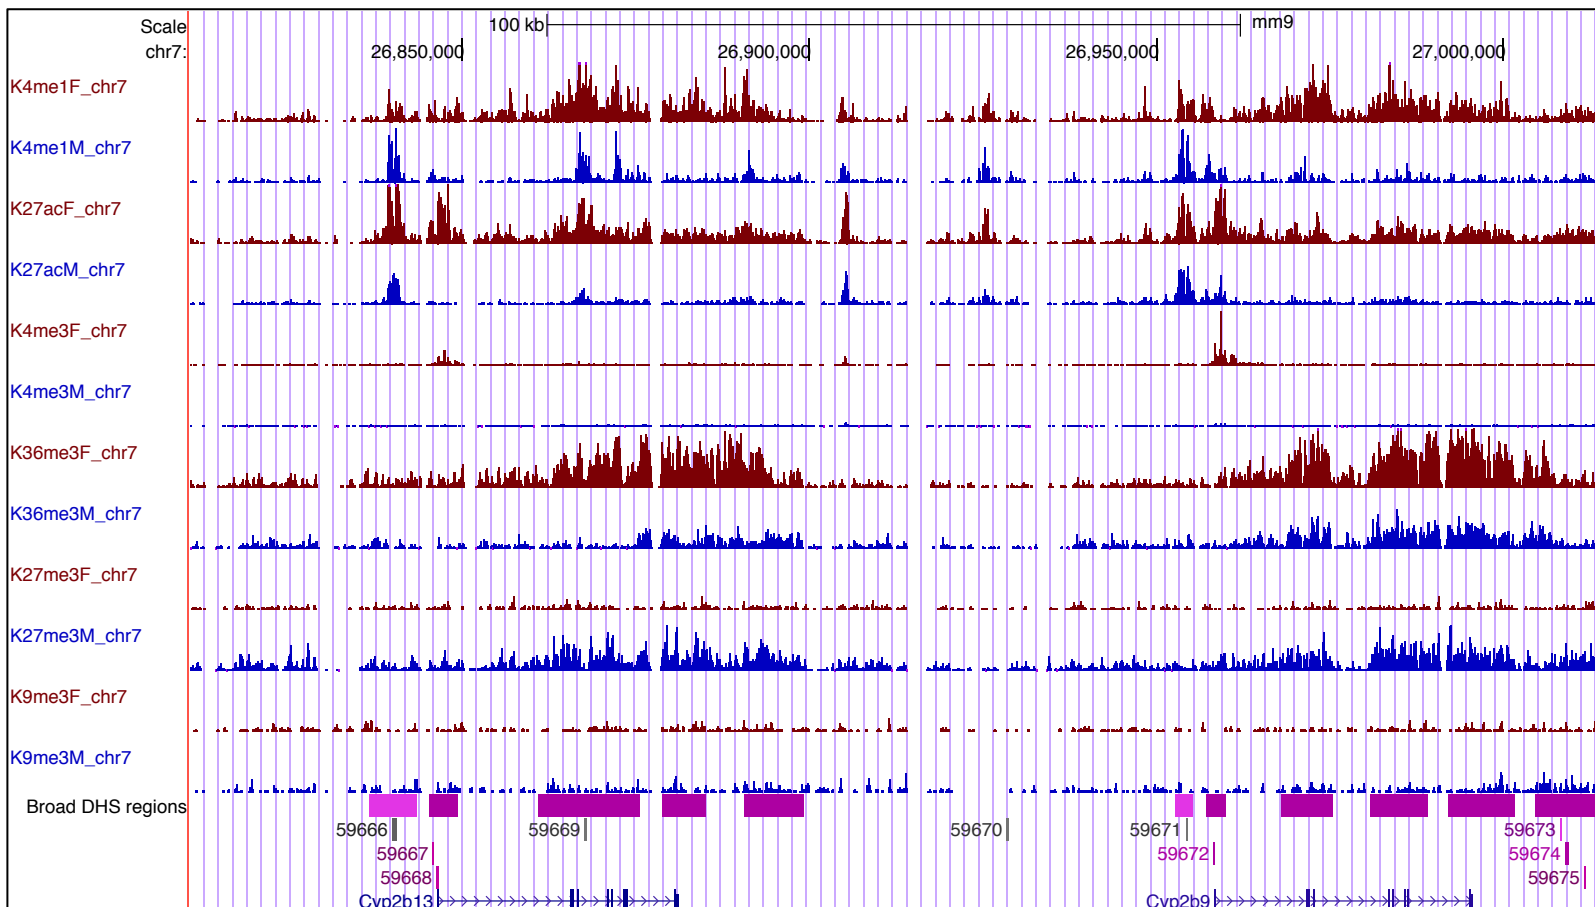 Scale 100 kb mm9
chr7: 26,850,000 26,900,000 26,950,000 27,000,000
K4me1F_chr7
K4me1M_chr7
K27acF_chr7
K27acM_chr7
K4me3F_chr7
K4me3M_chr7
K36me3F_chr7
K36me3M_chr7
K27me3F_chr7
K27me3M_chr7
K9me3F_chr7
K9me3M_chr7
Broad DHS regions
59666 59669 59670 59671 59673
59667 59672 59674
59668 59675
Cyp2b13 Cyp2b9